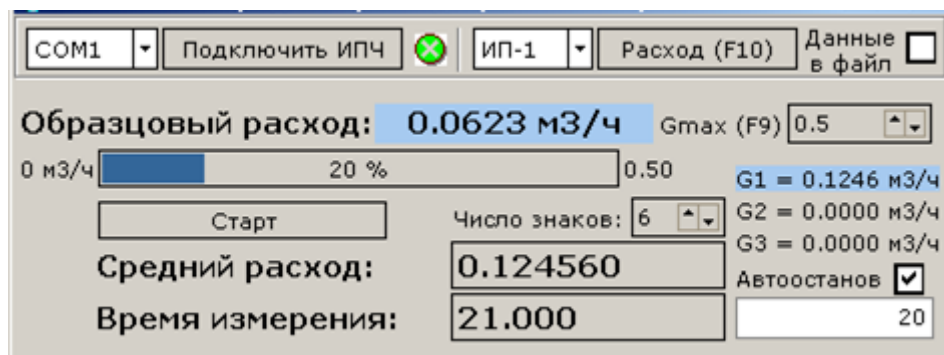 COM1 Подключить ИПЧ ИП-1 Расход (F10) Данные в файл
Образцовый расход: 0.0623 м3/ч Gmax (F9) 0.5
0 м3/ч 20 % 0.50
G1 = 0.1246 м3/ч
Старт Число знаков: 6 G2 = 0.0000 м3/ч
G3 = 0.0000 м3/ч
Средний расход: 0.124560
Автоостанов
Время измерения: 21.000 20